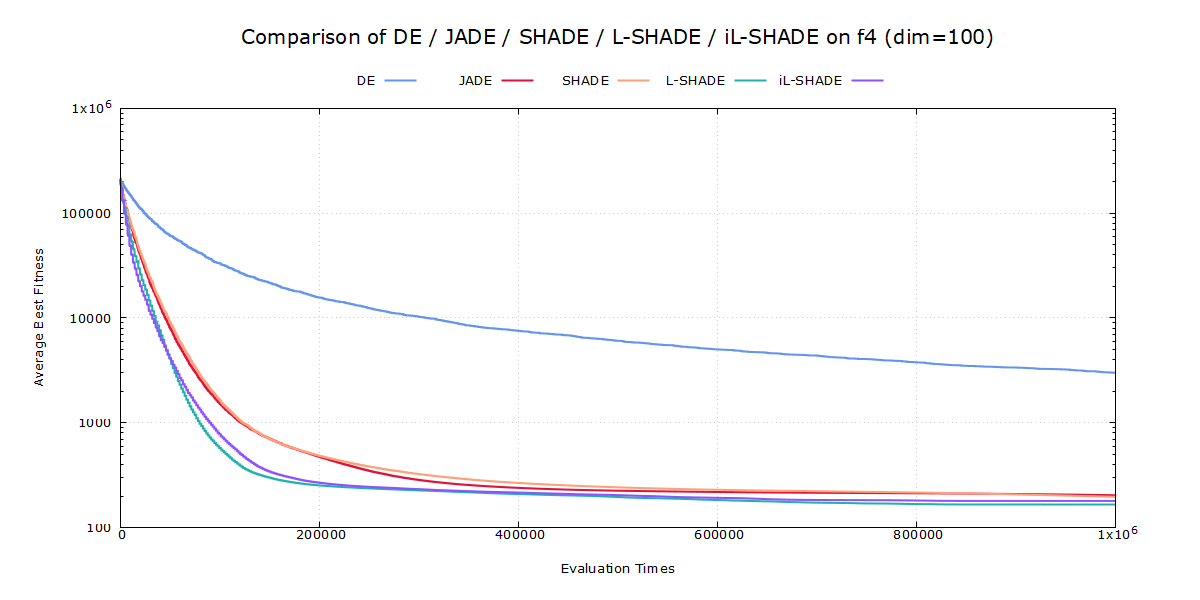 Comparison of DE / JADE / SHADE / L-SHADE / iL-SHADE on f4 (dim=100)
DE JADE SHADE L-SHADE iL-SHADE
1x10^6
100000
10000
1000
100
Average Best Fitness
0 200000 400000 600000 800000 1x10^6
Evaluation Times